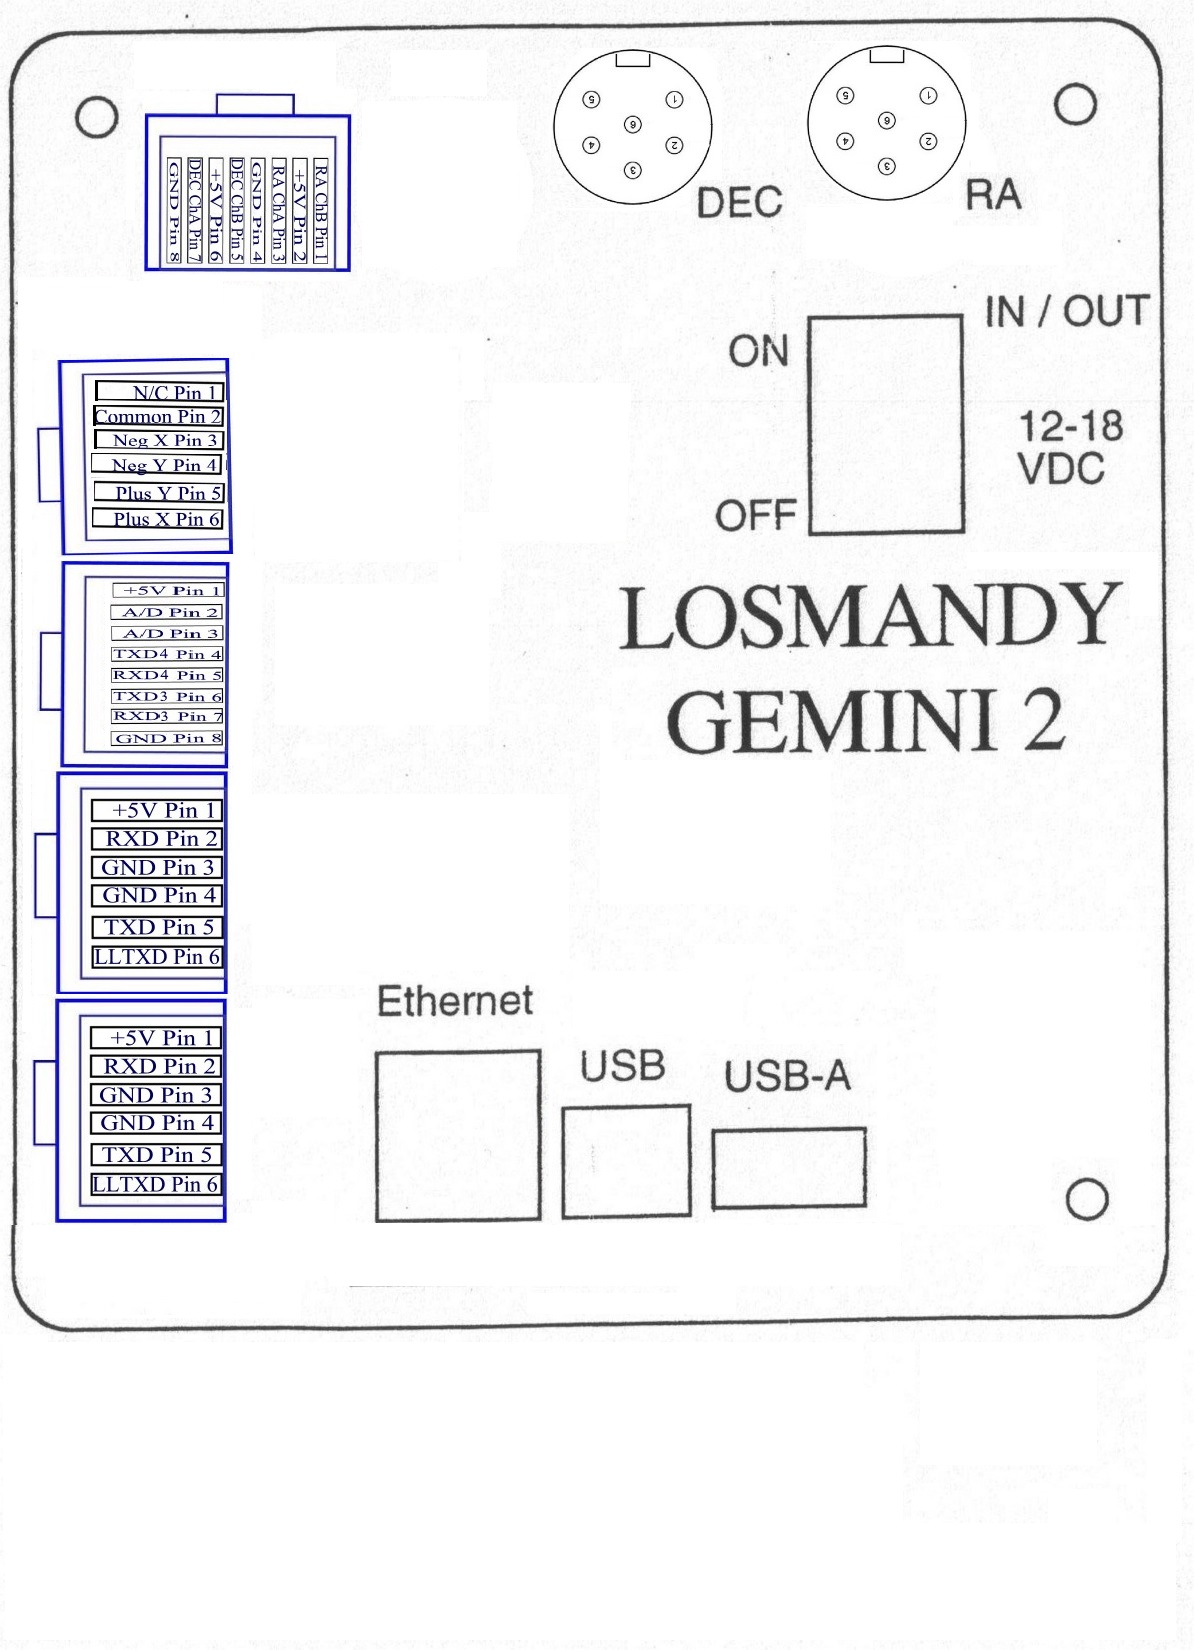 5 1
6
4 2
3
DEC
5 1
6
4 2
3
RA
GND Pin 8
DEC ChA Pin 7
+5V Pin 6
DEC ChB Pin 5
GND Pin 4
RA ChA Pin 3
+5V Pin 2
RA ChB Pin 1
IN / OUT
ON
12-18
VDC
OFF
N/C Pin 1
Common Pin 2
Neg X Pin 3
Neg Y Pin 4
Plus Y Pin 5
Plus X Pin 6
LOSMANDY
GEMINI 2
+5V Pin 1
A/D Pin 2
A/D Pin 3
TXD4 Pin 4
RXD4 Pin 5
TXD3 Pin 6
RXD3 Pin 7
GND Pin 8
+5V Pin 1
RXD Pin 2
GND Pin 3
GND Pin 4
TXD Pin 5
LLTXD Pin 6
+5V Pin 1
RXD Pin 2
GND Pin 3
GND Pin 4
TXD Pin 5
LLTXD Pin 6
Ethernet
USB
USB-A